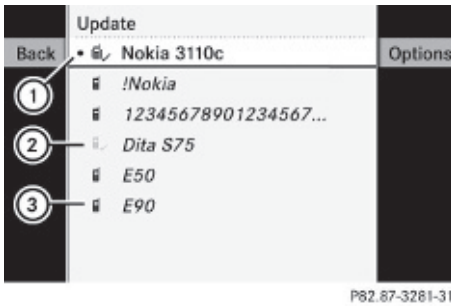 Update
Back
• Nokia 3110c
Options
1
!Nokia
12345678901234567...
2
Dita S75
E50
3
E90
P82.87-3281-31